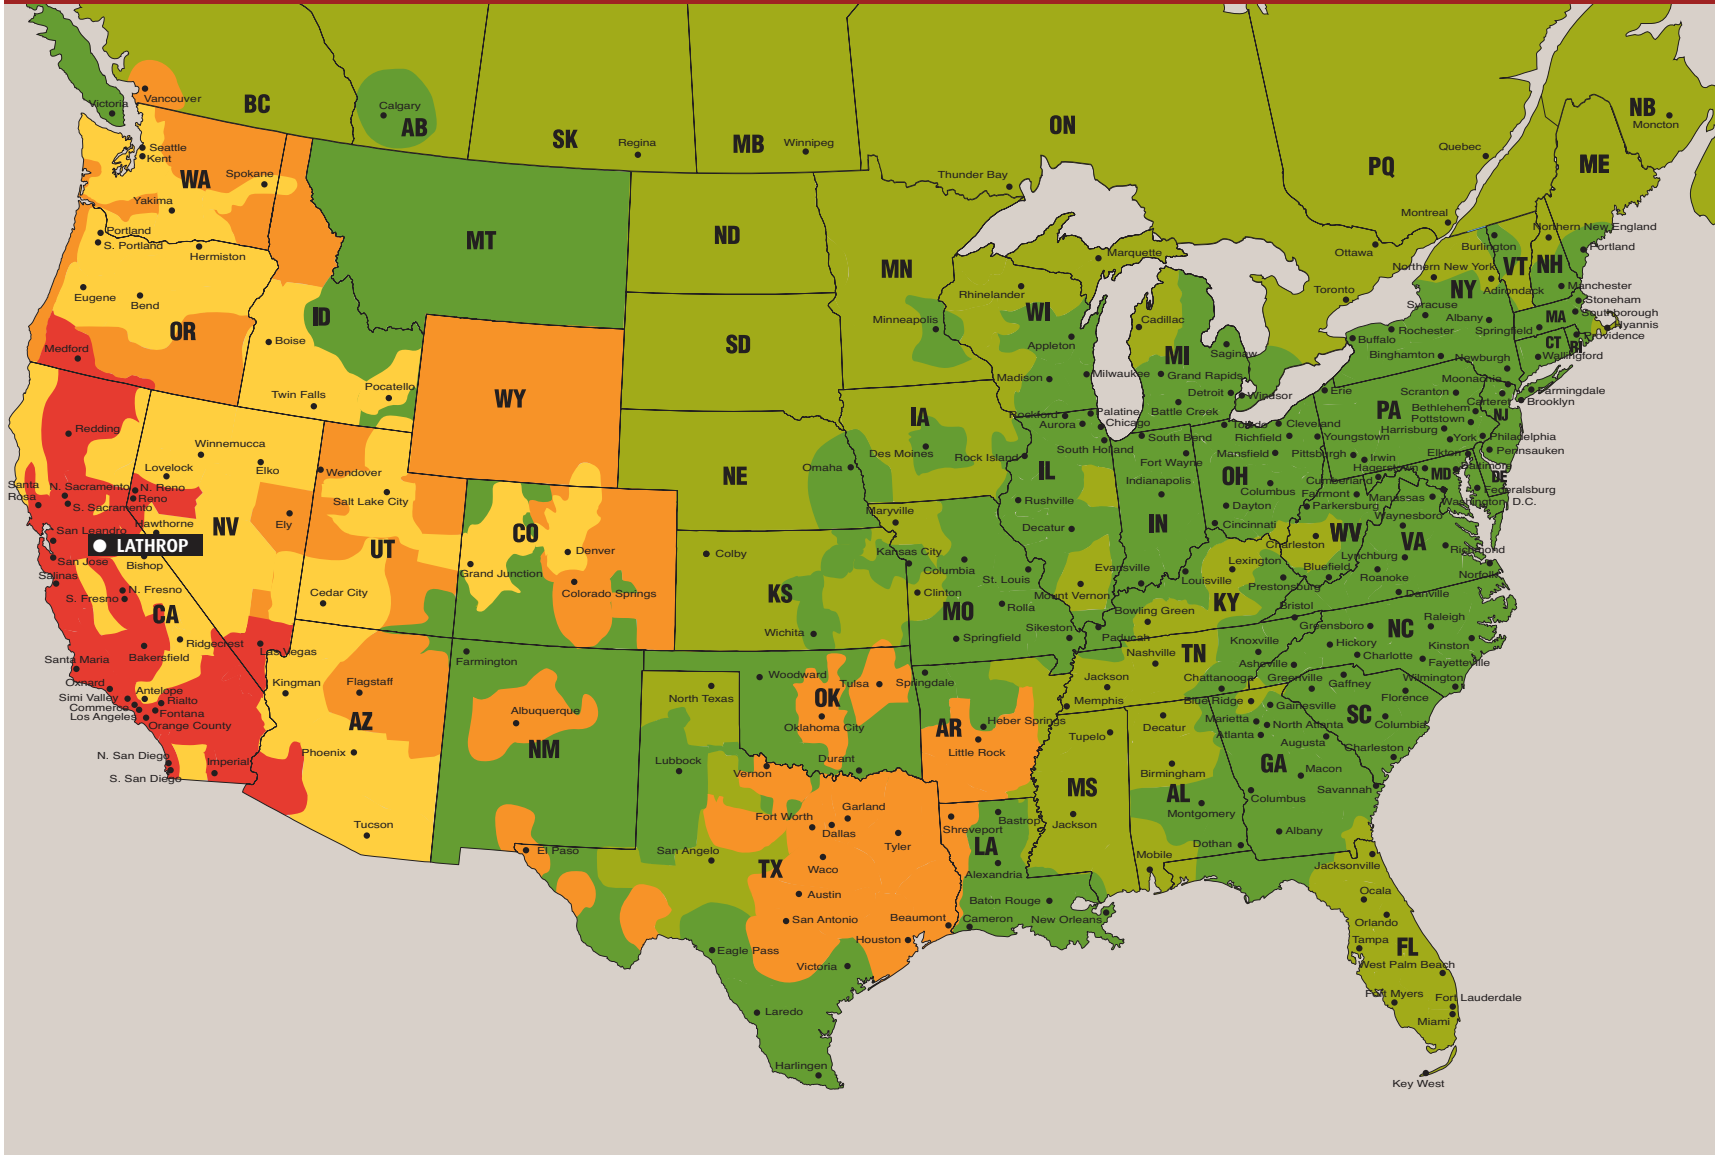 BC
Calgary
AB
SK
Regina
MB
Winnipeg
ON
Thunder Bay
PQ
Quebec
Montreal
Ottawa
Toronto
NB
Moncton
Victoria
Vancouver
Seattle
Kent
WA
Spokane
Yakima
Portland
S. Portland
Hermiston
Eugene
Bend
OR
Medford
ID
Boise
Twin Falls
Pocatello
MT
WY
ND
SD
NE
Omaha
MN
Minneapolis
WI
Rhinelander
Marquette
Appleton
Madison
Milwaukee
MI
Cadillac
Saginaw
Grand Rapids
Detroit
Windsor
Battle Creek
IA
Des Moines
Rock Island
Rockford
Aurora
Palatine
Chicago
South Holland
IL
Rushville
Decatur
Mount Vernon
South Bend
Fort Wayne
Indianapolis
IN
Evansville
Toledo
Cleveland
Richfield
Mansfield
Youngstown
OH
Columbus
Dayton
Cincinnati
Northern New England
Burlington
Portland
ME
VT
NH
Northern New York
Adirondack
NY
Manchester
Stoneham
Southborough
Hyannis
Providence
MA
CT
RI
Springfield
Wallingford
Syracuse
Albany
Rochester
Buffalo
Binghamton
Newburgh
Moonachie
Farmingdale
Brooklyn
Carteret
NJ
Erie
PA
Scranton
Bethlehem
Pottstown
Harrisburg
York
Philadelphia
Pennsauken
Pittsburgh
Irwin
Elkton
Hagerstown
Baltimore
MD
DE
Cumberland
Federalsburg
Fairmont
Manassas
Washington, D.C.
Parkersburg
WV
Charleston
Bluefield
Waynesboro
VA
Richmond
Lynchburg
Roanoke
Norfolk
Danville
Lexington
Louisville
Prestonsburg
KY
Bowling Green
Paducah
Bristol
TN
Nashville
Knoxville
Jackson
Memphis
Chattanooga
Greensboro
Raleigh
NC
Hickory
Kinston
Charlotte
Fayetteville
Asheville
Wilmington
Greenville
Gaffney
Florence
SC
Columbia
Charleston
Blue Ridge
Gainesville
Marietta
North Atlanta
Atlanta
Augusta
GA
Macon
Columbus
Savannah
Albany
Tupelo
MS
Jackson
Decatur
Birmingham
AL
Montgomery
Dothan
Mobile
Jacksonville
Ocala
Orlando
Tampa
FL
West Palm Beach
Fort Myers
Fort Lauderdale
Miami
Key West
Redding
Santa
Rosa
N. Sacramento
S. Sacramento
San Leandro
LATHROP
San Jose
Salinas
N. Fresno
S. Fresno
CA
Bishop
Hawthorne
Bakersfield
Ridgecrest
Santa Maria
Oxnard
Simi Valley
Antelope
Rialto
Commerce
Fontana
Los Angeles
Orange County
N. San Diego
S. San Diego
Imperial
Winnemucca
Lovelock
Elko
N. Reno
Reno
NV
Ely
Las Vegas
Wendover
Salt Lake City
UT
Cedar City
CO
Denver
Grand Junction
Colorado Springs
Kingman
Flagstaff
AZ
Phoenix
Tucson
Farmington
Albuquerque
NM
Colby
KS
Wichita
Maryville
Kansas City
Columbia
St. Louis
Clinton
MO
Rolla
Springfield
Sikeston
Woodward
Tulsa
OK
Oklahoma City
Durant
Springdale
AR
Heber Springs
Little Rock
North Texas
Lubbock
Vernon
Fort Worth
Garland
Dallas
Tyler
El Paso
San Angelo
TX
Waco
Austin
San Antonio
Beaumont
Houston
Eagle Pass
Victoria
Laredo
Harlingen
Shreveport
Bastrop
LA
Alexandria
Baton Rouge
Cameron
New Orleans